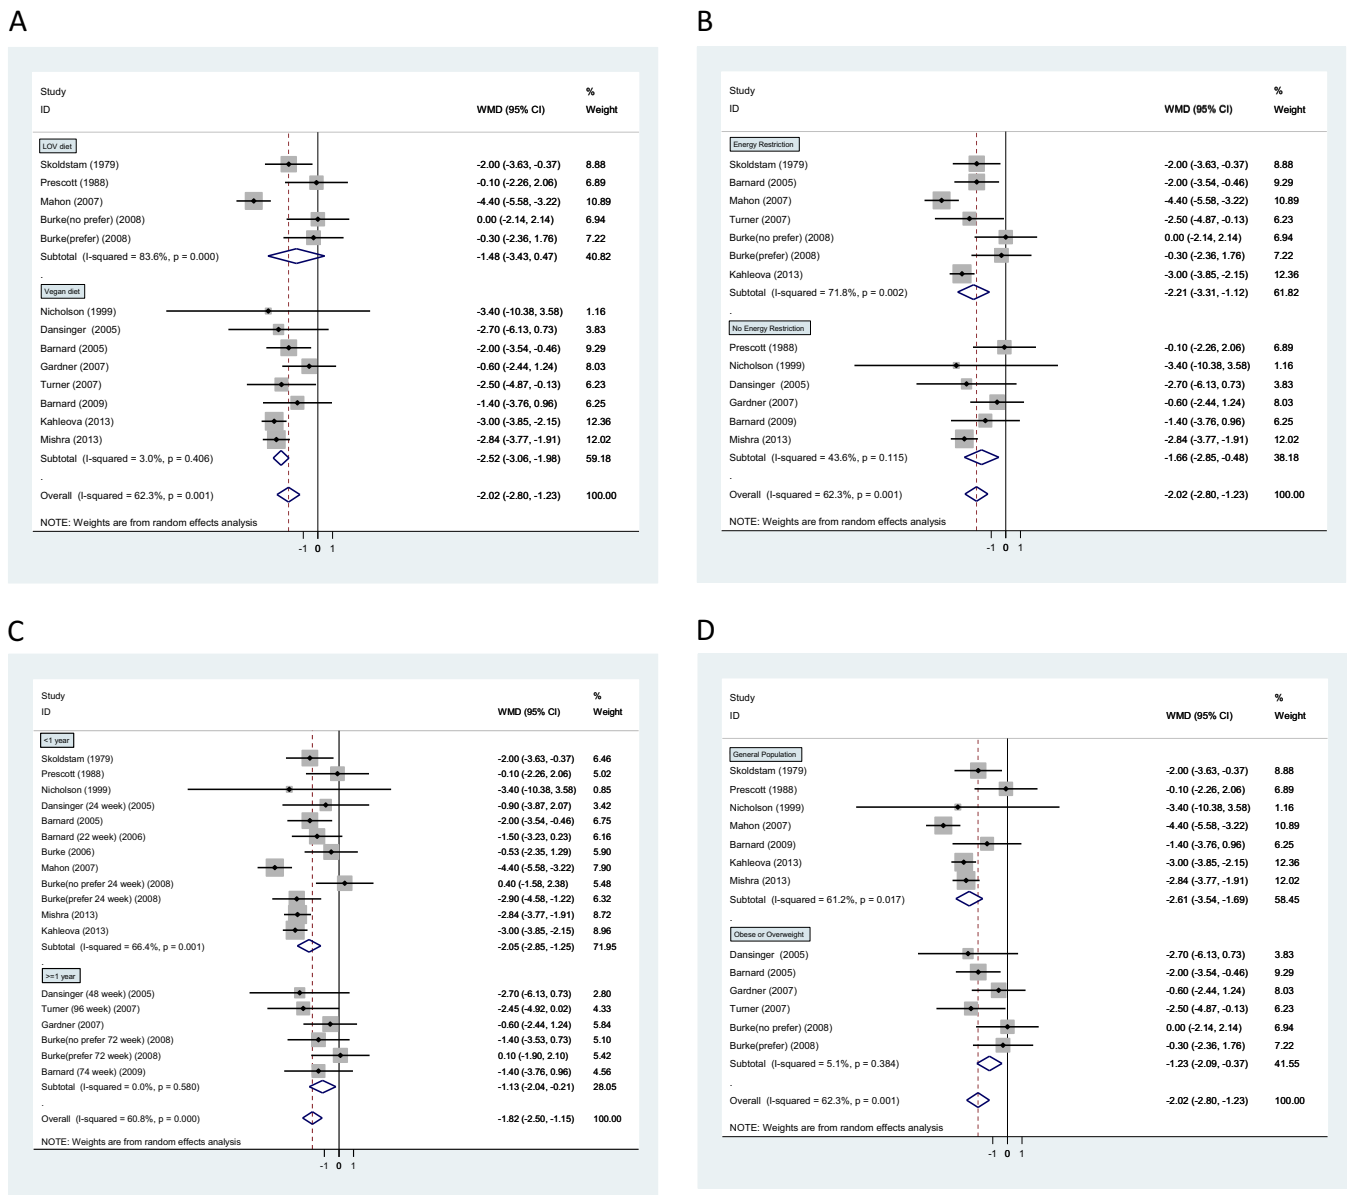 A
Study %
ID WMD (95% CI) Weight
LOV diet
Skoldstam (1979) -2.00 (-3.63, -0.37) 8.88
Prescott (1988) -0.10 (-2.26, 2.06) 6.89
Mahon (2007) -4.40 (-5.58, -3.22) 10.89
Burke(no prefer) (2008) 0.00 (-2.14, 2.14) 6.94
Burke(prefer) (2008) -0.30 (-2.36, 1.76) 7.22
Subtotal (I-squared = 83.6%, p = 0.000) -1.48 (-3.43, 0.47) 40.82
.
Vegan diet
Nicholson (1999) -3.40 (-10.38, 3.58) 1.16
Dansinger (2005) -2.70 (-6.13, 0.73) 3.83
Barnard (2005) -2.00 (-3.54, -0.46) 9.29
Gardner (2007) -0.60 (-2.44, 1.24) 8.03
Turner (2007) -2.50 (-4.87, -0.13) 6.23
Barnard (2009) -1.40 (-3.76, 0.96) 6.25
Kahleova (2013) -3.00 (-3.85, -2.15) 12.36
Mishra (2013) -2.84 (-3.77, -1.91) 12.02
Subtotal (I-squared = 3.0%, p = 0.406) -2.52 (-3.06, -1.98) 59.18
.
Overall (I-squared = 62.3%, p = 0.001) -2.02 (-2.80, -1.23) 100.00
NOTE: Weights are from random effects analysis
-1 0 1
B
Study %
ID WMD (95% CI) Weight
Energy Restriction
Skoldstam (1979) -2.00 (-3.63, -0.37) 8.88
Barnard (2005) -2.00 (-3.54, -0.46) 9.29
Mahon (2007) -4.40 (-5.58, -3.22) 10.89
Turner (2007) -2.50 (-4.87, -0.13) 6.23
Burke(no prefer) (2008) 0.00 (-2.14, 2.14) 6.94
Burke(prefer) (2008) -0.30 (-2.36, 1.76) 7.22
Kahleova (2013) -3.00 (-3.85, -2.15) 12.36
Subtotal (I-squared = 71.8%, p = 0.002) -2.21 (-3.31, -1.12) 61.82
.
No Energy Restriction
Prescott (1988) -0.10 (-2.26, 2.06) 6.89
Nicholson (1999) -3.40 (-10.38, 3.58) 1.16
Dansinger (2005) -2.70 (-6.13, 0.73) 3.83
Gardner (2007) -0.60 (-2.44, 1.24) 8.03
Barnard (2009) -1.40 (-3.76, 0.96) 6.25
Mishra (2013) -2.84 (-3.77, -1.91) 12.02
Subtotal (I-squared = 43.6%, p = 0.115) -1.66 (-2.85, -0.48) 38.18
.
Overall (I-squared = 62.3%, p = 0.001) -2.02 (-2.80, -1.23) 100.00
NOTE: Weights are from random effects analysis
-1 0 1
C
Study %
ID WMD (95% CI) Weight
<1 year
Skoldstam (1979) -2.00 (-3.63, -0.37) 6.46
Prescott (1988) -0.10 (-2.26, 2.06) 5.02
Nicholson (1999) -3.40 (-10.38, 3.58) 0.85
Dansinger (24 week) (2005) -0.90 (-3.87, 2.07) 3.42
Barnard (2005) -2.00 (-3.54, -0.46) 6.75
Barnard (22 week) (2006) -1.50 (-3.23, 0.23) 6.16
Burke (2006) -0.53 (-2.35, 1.29) 5.90
Mahon (2007) -4.40 (-5.58, -3.22) 7.90
Burke(no prefer 24 week) (2008) 0.40 (-1.58, 2.38) 5.48
Burke(prefer 24 week) (2008) -2.90 (-4.58, -1.22) 6.32
Mishra (2013) -2.84 (-3.77, -1.91) 8.72
Kahleova (2013) -3.00 (-3.85, -2.15) 8.96
Subtotal (I-squared = 66.4%, p = 0.001) -2.05 (-2.85, -1.25) 71.95
.
>=1 year
Dansinger (48 week) (2005) -2.70 (-6.13, 0.73) 2.80
Turner (96 week) (2007) -2.45 (-4.92, 0.02) 4.33
Gardner (2007) -0.60 (-2.44, 1.24) 5.84
Burke(no prefer 72 week) (2008) -1.40 (-3.53, 0.73) 5.10
Burke(prefer 72 week) (2008) 0.10 (-1.90, 2.10) 5.42
Barnard (74 week) (2009) -1.40 (-3.76, 0.96) 4.56
Subtotal (I-squared = 0.0%, p = 0.580) -1.13 (-2.04, -0.21) 28.05
.
Overall (I-squared = 60.8%, p = 0.000) -1.82 (-2.50, -1.15) 100.00
NOTE: Weights are from random effects analysis
-1 0 1
D
Study %
ID WMD (95% CI) Weight
General Population
Skoldstam (1979) -2.00 (-3.63, -0.37) 8.88
Prescott (1988) -0.10 (-2.26, 2.06) 6.89
Nicholson (1999) -3.40 (-10.38, 3.58) 1.16
Mahon (2007) -4.40 (-5.58, -3.22) 10.89
Barnard (2009) -1.40 (-3.76, 0.96) 6.25
Kahleova (2013) -3.00 (-3.85, -2.15) 12.36
Mishra (2013) -2.84 (-3.77, -1.91) 12.02
Subtotal (I-squared = 61.2%, p = 0.017) -2.61 (-3.54, -1.69) 58.45
.
Obese or Overweight
Dansinger (2005) -2.70 (-6.13, 0.73) 3.83
Barnard (2005) -2.00 (-3.54, -0.46) 9.29
Gardner (2007) -0.60 (-2.44, 1.24) 8.03
Turner (2007) -2.50 (-4.87, -0.13) 6.23
Burke(no prefer) (2008) 0.00 (-2.14, 2.14) 6.94
Burke(prefer) (2008) -0.30 (-2.36, 1.76) 7.22
Subtotal (I-squared = 5.1%, p = 0.384) -1.23 (-2.09, -0.37) 41.55
.
Overall (I-squared = 62.3%, p = 0.001) -2.02 (-2.80, -1.23) 100.00
NOTE: Weights are from random effects analysis
-1 0 1